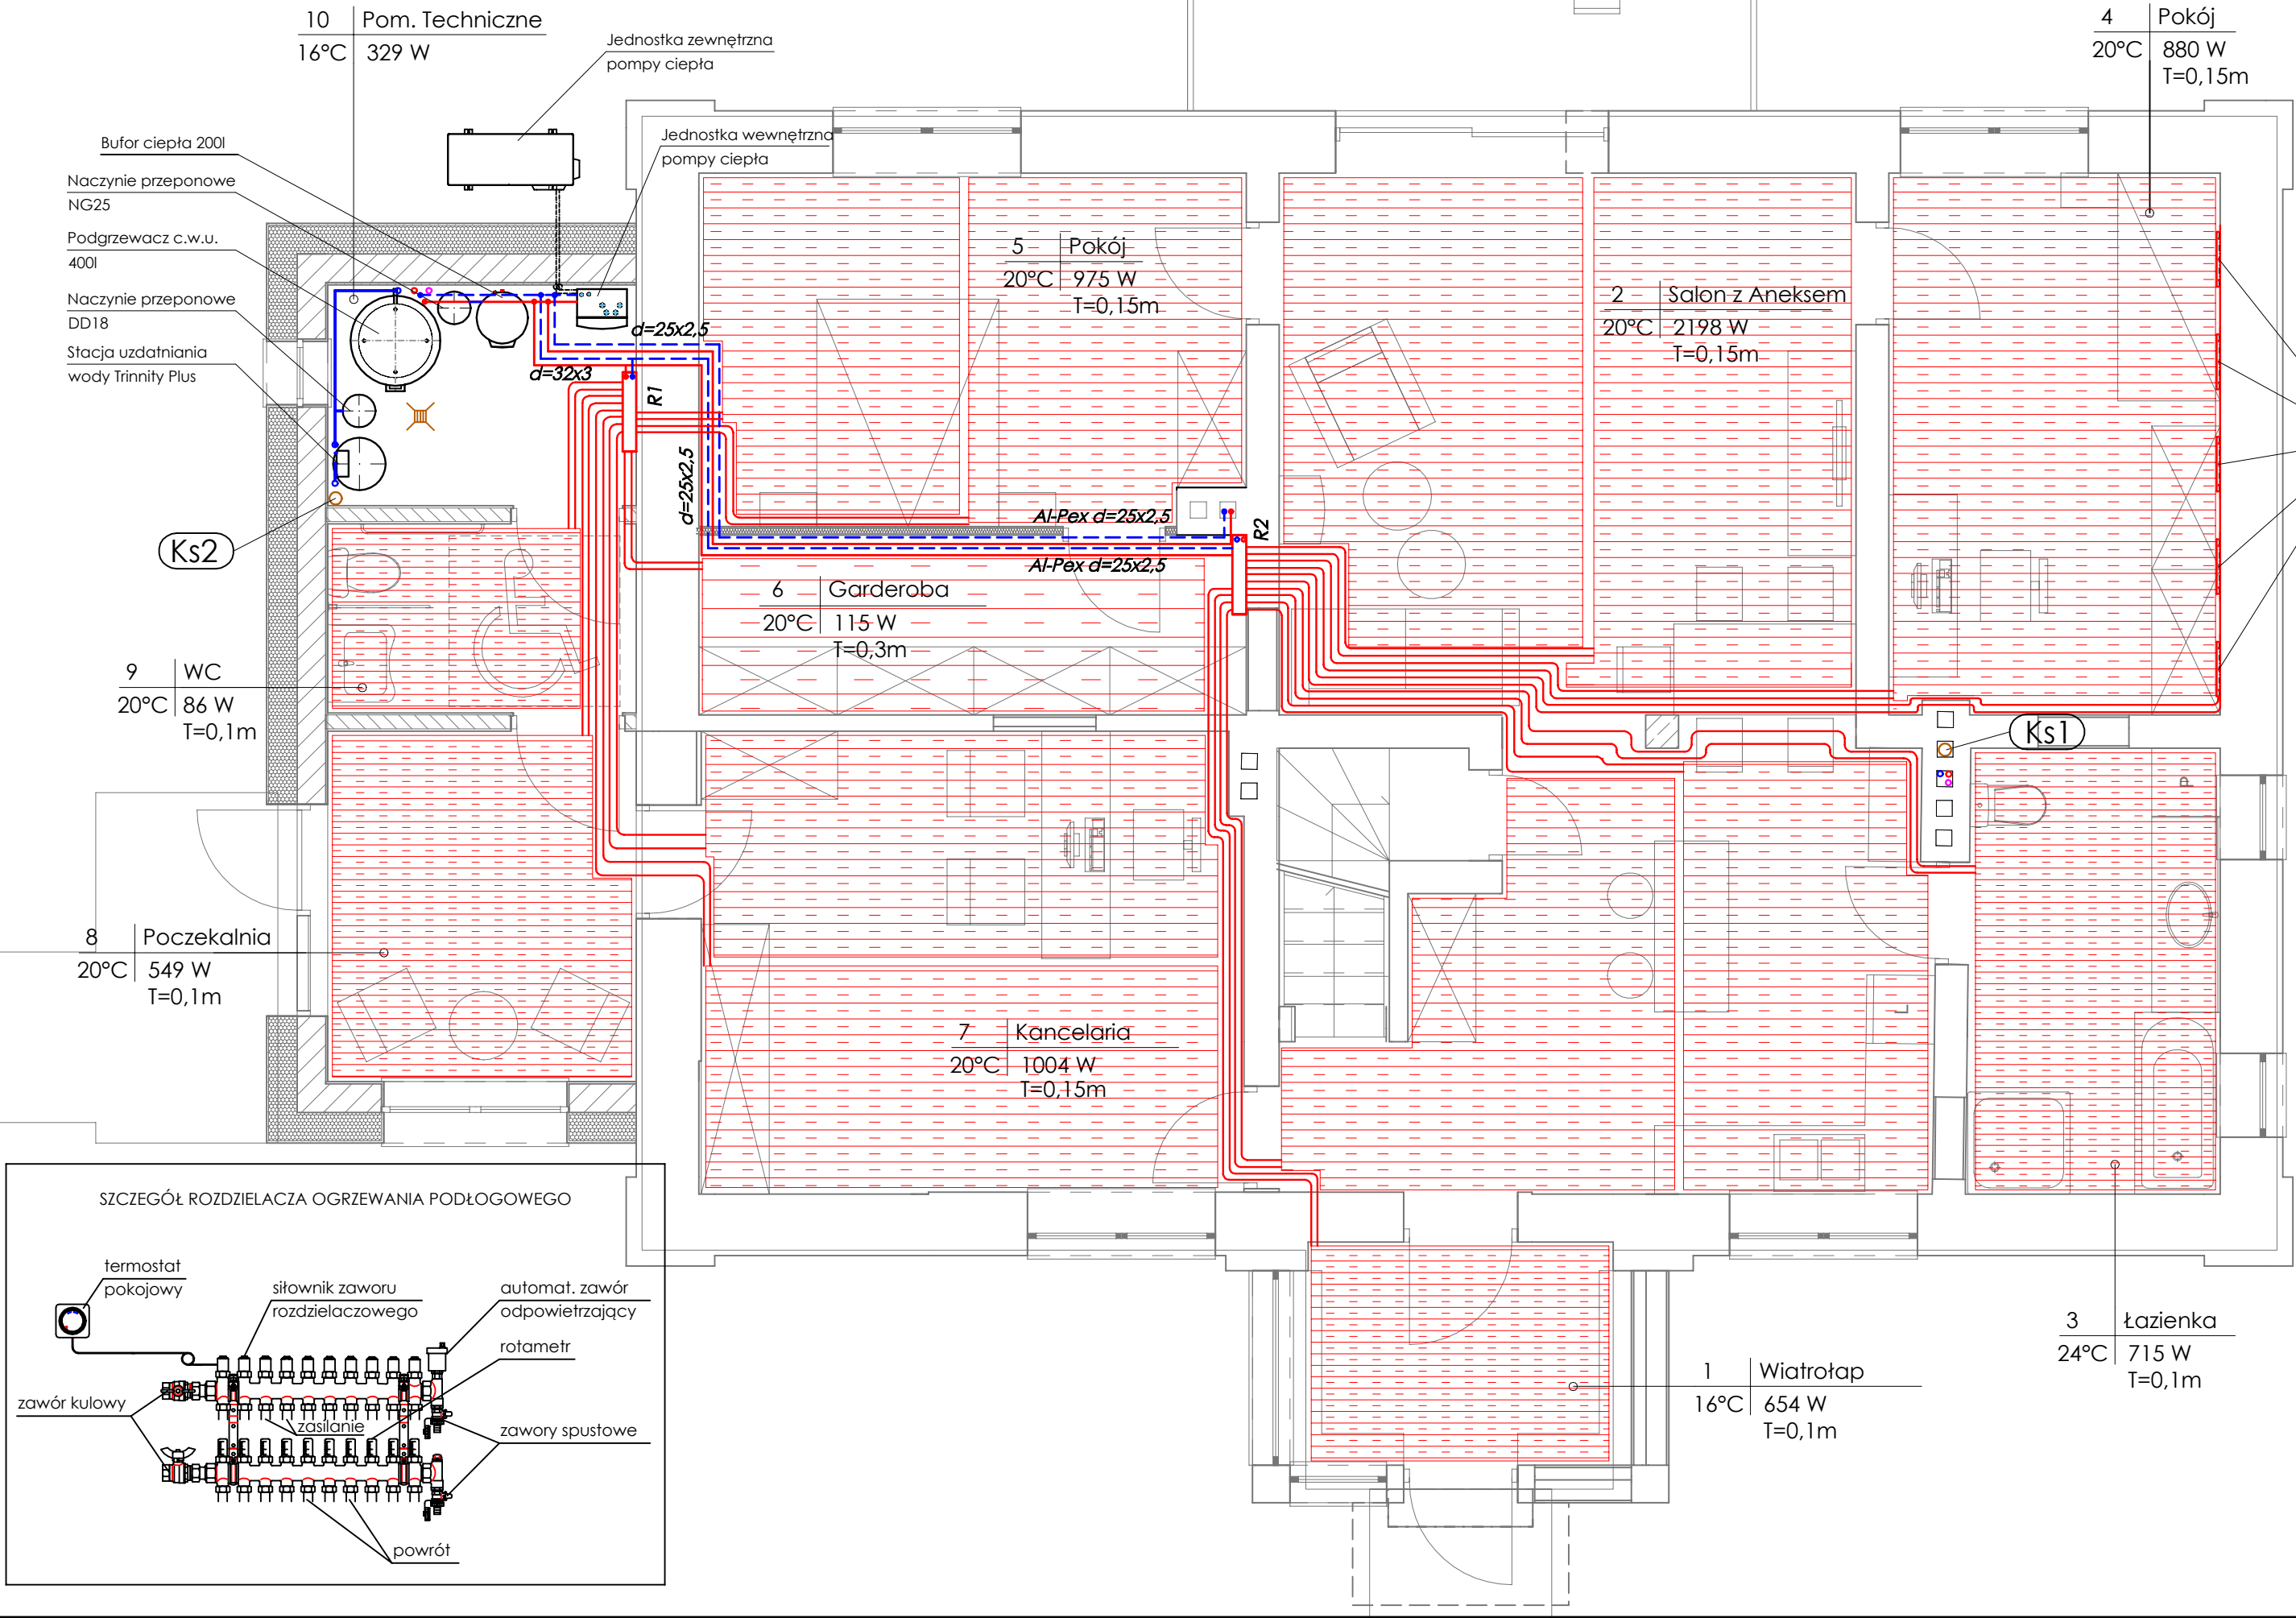 10 Pom. Techniczne
16°C 329 W
Jednostka zewnętrzna
pompy ciepła
4 Pokój
20°C 880 W
T=0,15m
Bufor ciepła 200l
Jednostka wewnętrzna
pompy ciepła
Naczynie przeponowe
NG25
Podgrzewacz c.w.u.
400l
Naczynie przeponowe
DD18
Stacja uzdatniania
wody Trinnity Plus
5 Pokój
20°C 975 W
T=0,15m
2 Salon z Aneksem
20°C 2198 W
T=0,15m
d=25x2,5
d=32x3
R1
d=25x2,5
Al-Pex d=25x2,5
R2
Al-Pex d=25x2,5
Ks2
6 Garderoba
20°C 115 W
T=0,3m
9 WC
20°C 86 W
T=0,1m
Ks1
P
8 Poczekalnia
20°C 549 W
T=0,1m
L
7 Kancelaria
20°C 1004 W
T=0,15m
SZCZEGÓŁ ROZDZIELACZA OGRZEWANIA PODŁOGOWEGO
termostat
pokojowy
siłownik zaworu
rozdzielaczowego
automat. zawór
odpowietrzający
rotametr
zawór kulowy
zasilanie
zawory spustowe
powrót
3 Łazienka
24°C 715 W
T=0,1m
1 Wiatrołap
16°C 654 W
T=0,1m